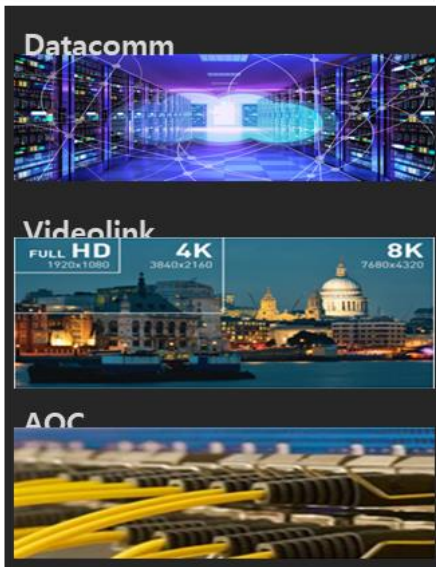 Datacomm
Videolink
FULL HD
1920x1080
4K
3840x2160
8K
7680x4320
AOC